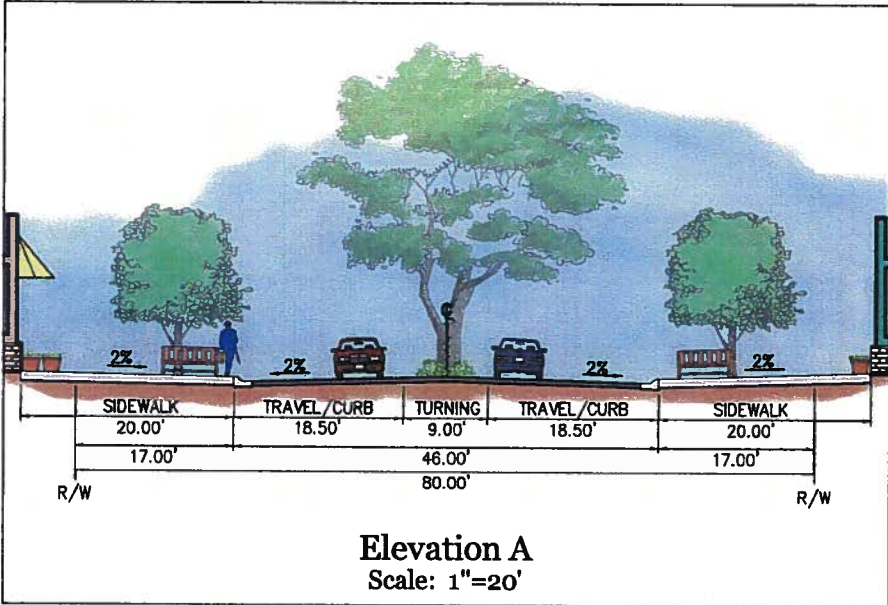 2% 2% 2% 2%
SIDEWALK TRAVEL/CURB TURNING TRAVEL/CURB SIDEWALK
20.00' 18.50' 9.00' 18.50' 20.00'
17.00' 46.00' 17.00'
80.00'
R/W R/W
Elevation A
Scale: 1"=20'